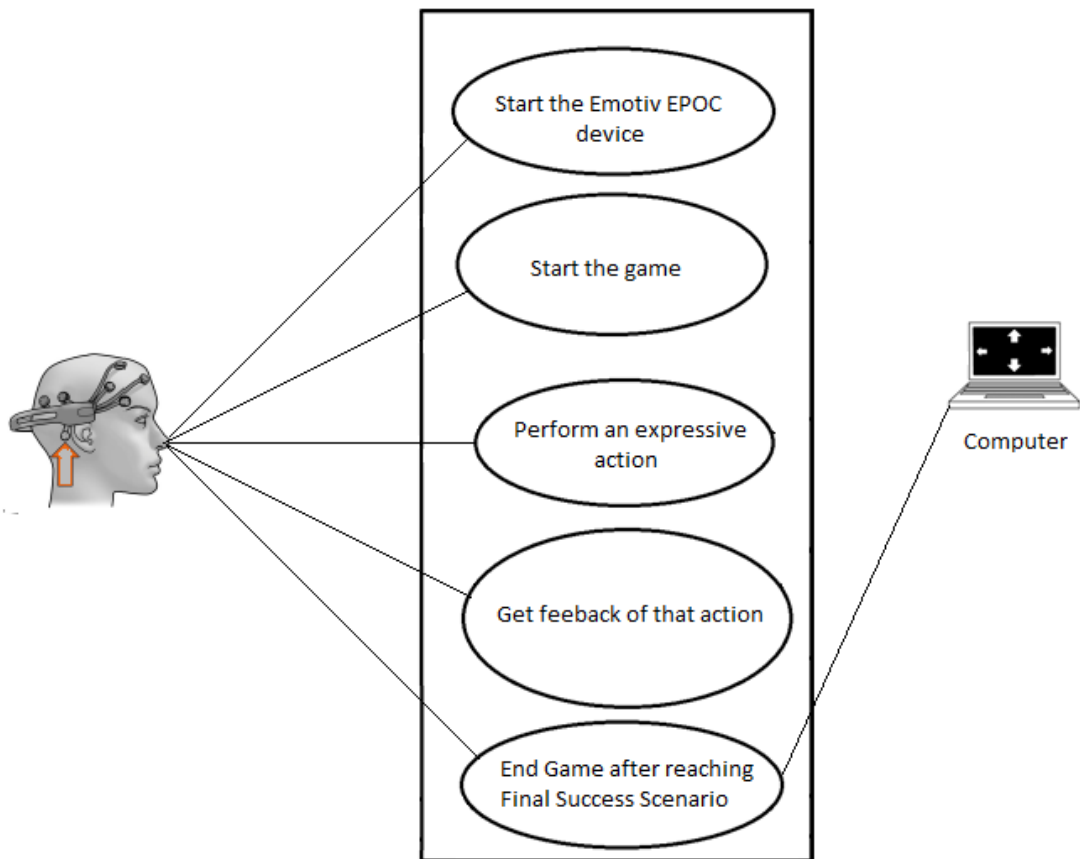 Start the Emotiv EPOC
device
Start the game
Perform an expressive
action
Computer
Get feeback of that action
End Game after reaching
Final Success Scenario